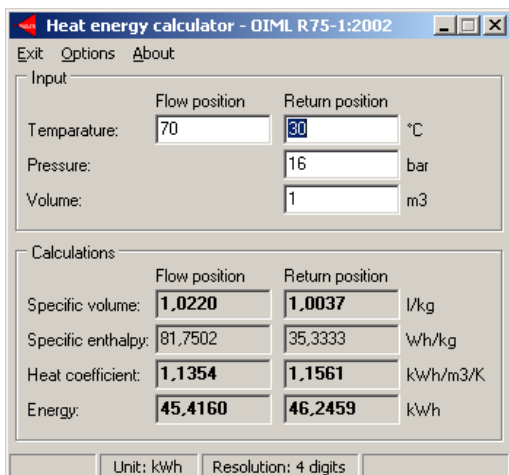 Heat energy calculator - OIML R75-1:2002
Exit Options About
Input
Flow position Return position
Temparature: 70 30 °C
Pressure: 16 bar
Volume: 1 m3
Calculations
Flow position Return position
Specific volume: 1,0220 1,0037 l/kg
Specific enthalpy: 81,7502 35,3333 Wh/kg
Heat coefficient: 1,1354 1,1561 kWh/m3/K
Energy: 45,4160 46,2459 kWh
Unit: kWh Resolution: 4 digits